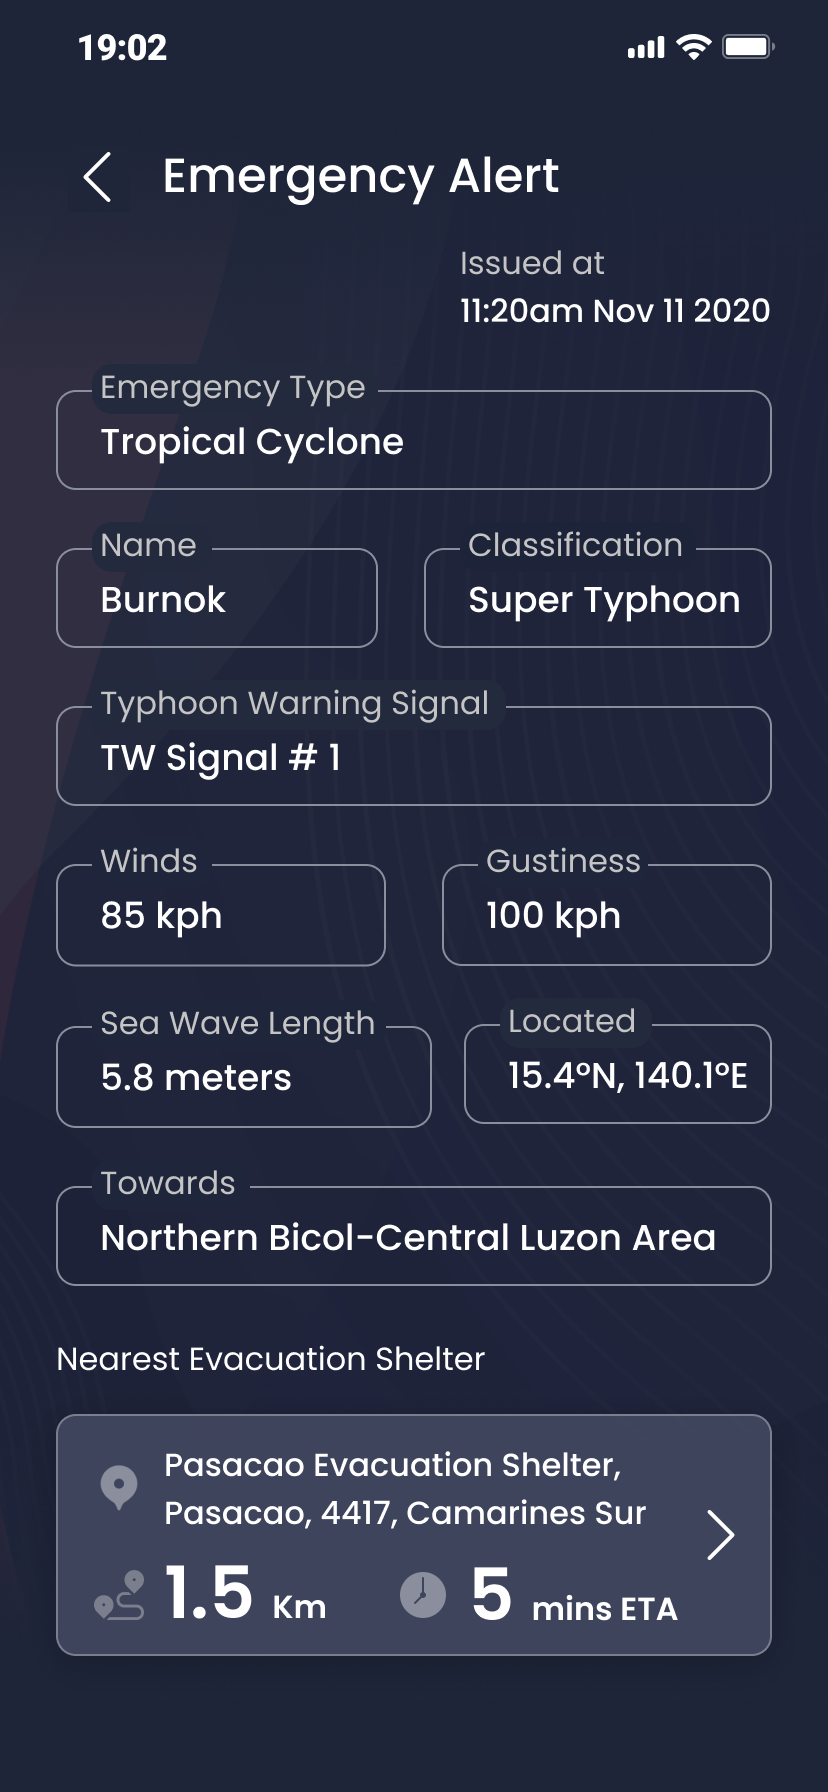 19:02
Emergency Alert
Issued at
11:20am Nov 11 2020
Emergency Type
Tropical Cyclone
Name
Burnok
Classification
Super Typhoon
Typhoon Warning Signal
TW Signal # 1
Winds
85 kph
Gustiness
100 kph
Sea Wave Length
5.8 meters
Located
15.4°N, 140.1°E
Towards
Northern Bicol-Central Luzon Area
Nearest Evacuation Shelter
Pasacao Evacuation Shelter,
Pasacao, 4417, Camarines Sur
1.5 Km
5 mins ETA